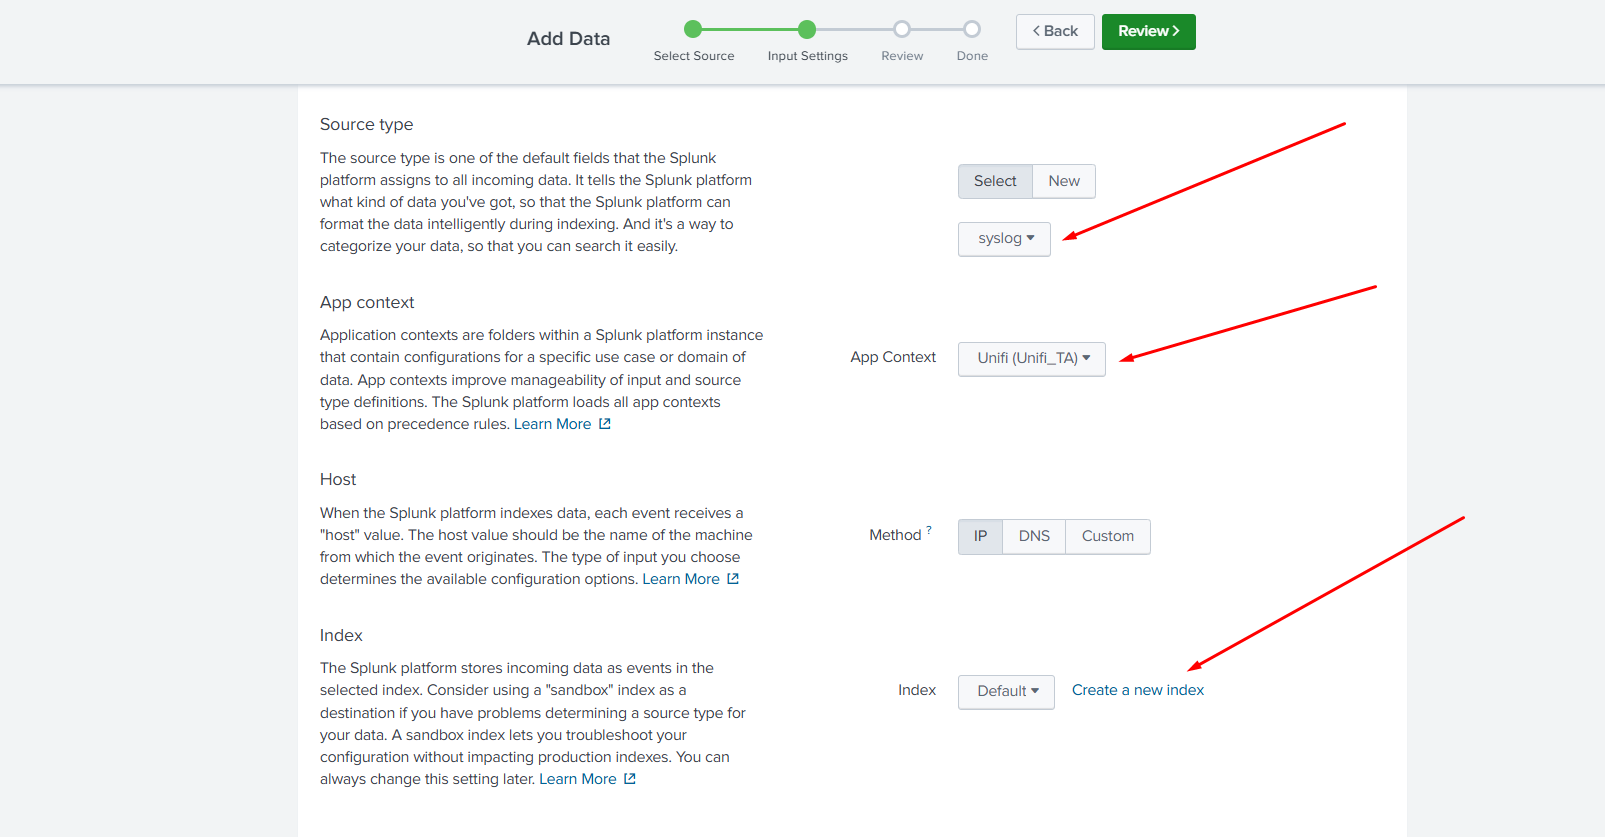 Add Data
Select Source
Input Settings
Review
Done
Back
Review
Source type
The source type is one of the default fields that the Splunk
platform assigns to all incoming data. It tells the Splunk platform
what kind of data you've got, so that the Splunk platform can
format the data intelligently during indexing. And it's a way to
categorize your data, so that you can search it easily.
Select
New
syslog
App context
Application contexts are folders within a Splunk platform instance
that contain configurations for a specific use case or domain of
data. App contexts improve manageability of input and source
type definitions. The Splunk platform loads all app contexts
based on precedence rules. Learn More
App Context
Unifi (Unifi_TA)
Host
When the Splunk platform indexes data, each event receives a
"host" value. The host value should be the name of the machine
from which the event originates. The type of input you choose
determines the available configuration options. Learn More
Method ?
IP
DNS
Custom
Index
The Splunk platform stores incoming data as events in the
selected index. Consider using a "sandbox" index as a
destination if you have problems determining a source type for
your data. A sandbox index lets you troubleshoot your
configuration without impacting production indexes. You can
always change this setting later. Learn More
Index
Default
Create a new index